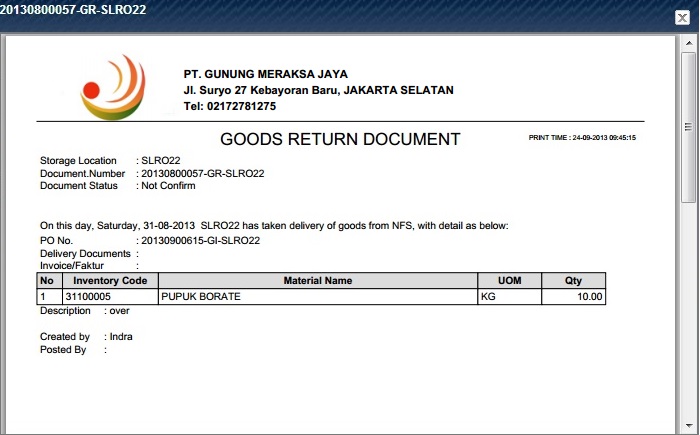 20130800057-GR-SLRO22
PT. GUNUNG MERAKSA JAYA
Jl. Suryo 27 Kebayoran Baru, JAKARTA SELATAN
Tel: 02172781275
GOODS RETURN DOCUMENT
PRINT TIME : 24-09-2013 09:45:15
Storage Location : SLRO22
Document.Number : 20130800057-GR-SLRO22
Document Status : Not Confirm
On this day, Saturday, 31-08-2013 SLRO22 has taken delivery of goods from NFS, with detail as below:
PO No. : 20130900615-GI-SLRO22
Delivery Documents :
Invoice/Faktur :
No Inventory Code Material Name UOM Qty
1 31100005 PUPUK BORATE KG 10.00
Description : over
Created by : Indra
Posted By :